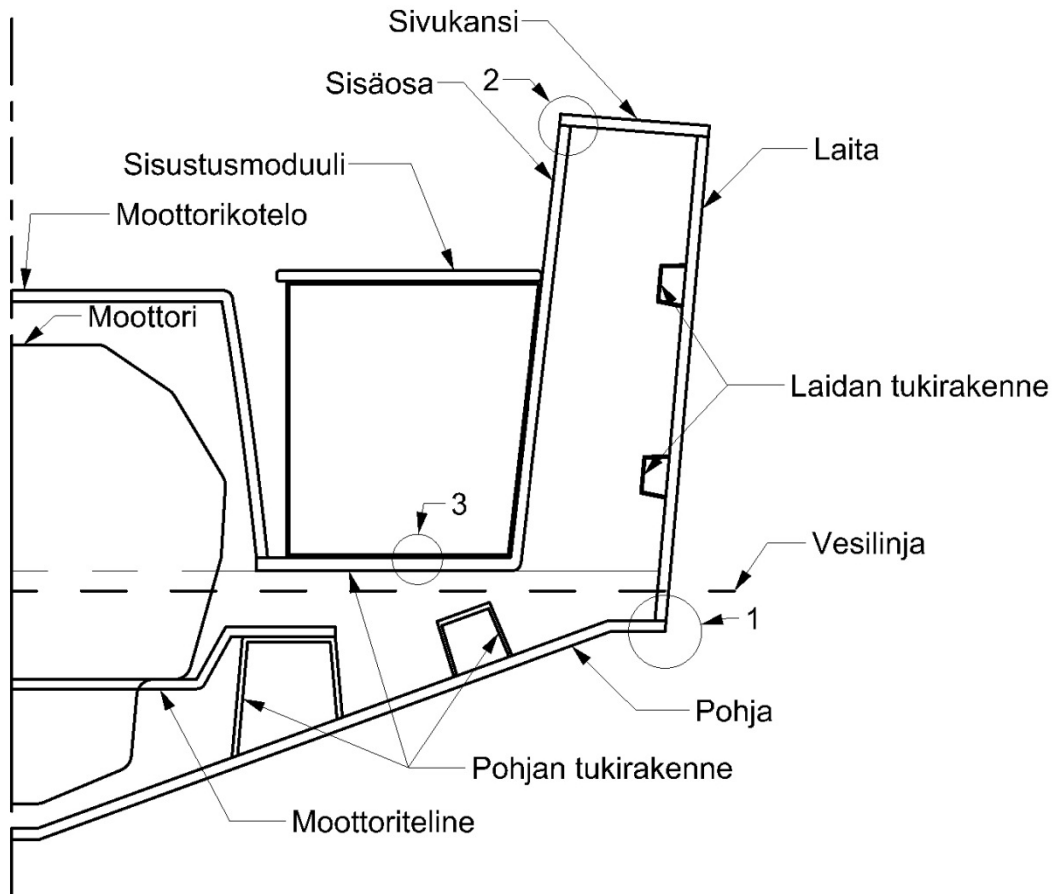 Sivukansi
Sisäosa
2
Laita
Sisustusmoduuli
Moottorikotelo
Moottori
Laidan tukirakenne
3
Vesilinja
1
Pohja
Pohjan tukirakenne
Moottoriteline